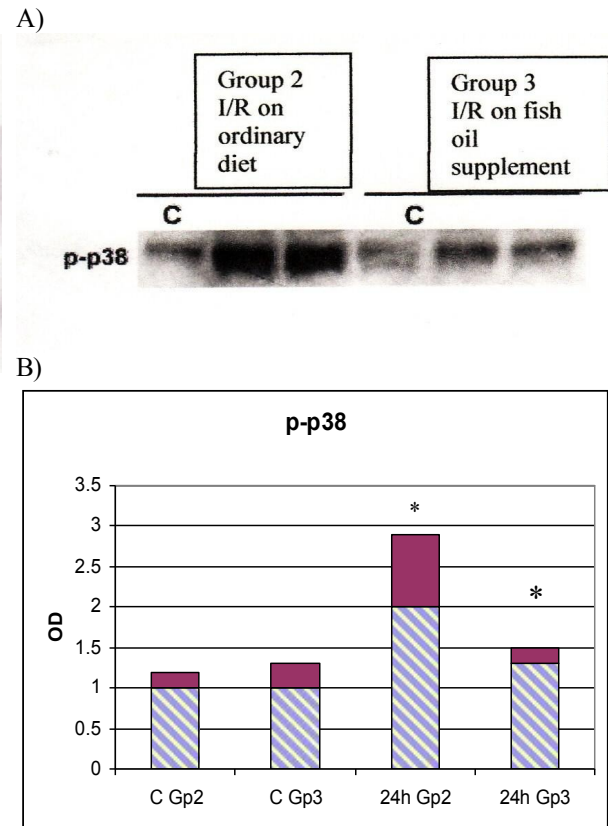 A)
Group 2
I/R on
ordinary
diet
Group 3
I/R on fish
oil
supplement
C
C
p-p38
B)
p-p38
3.5
*
3
2.5
2
*
1.5
1
0.5
0
OD
C Gp2 C Gp3 24h Gp2 24h Gp3